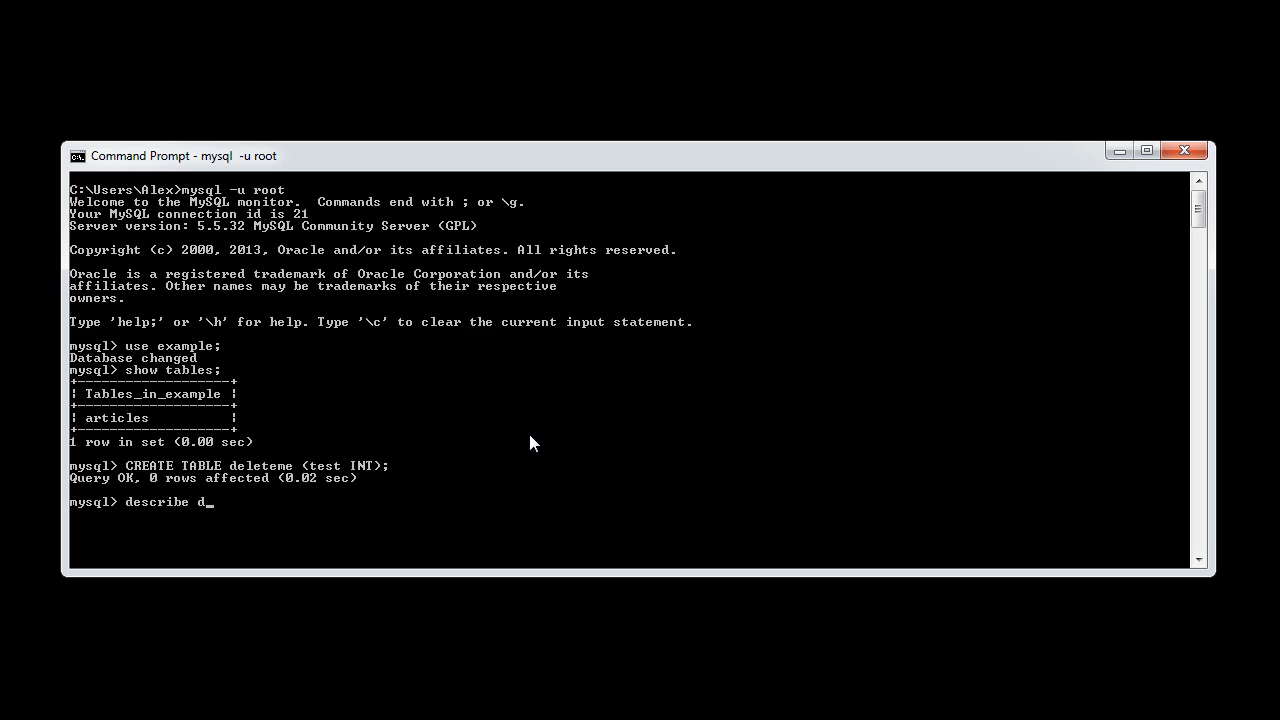 Command Prompt - mysql  -u root
C:\Users\Alex>mysql -u root
Welcome to the MySQL monitor.  Commands end with ; or \g.
Your MySQL connection id is 21
Server version: 5.5.32 MySQL Community Server (GPL)
Copyright (c) 2000, 2013, Oracle and/or its affiliates. All rights reserved.
Oracle is a registered trademark of Oracle Corporation and/or its
affiliates. Other names may be trademarks of their respective
owners.
Type 'help;' or '\h' for help. Type '\c' to clear the current input statement.
mysql> use example;
Database changed
mysql> show tables;
+-------------------+
| Tables_in_example |
+-------------------+
| articles          |
+-------------------+
1 row in set (0.00 sec)
mysql> CREATE TABLE deleteme (test INT);
Query OK, 0 rows affected (0.02 sec)
mysql> describe d_